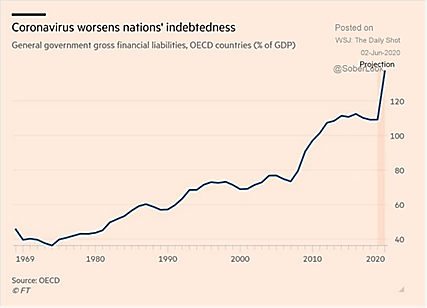 Coronavirus worsens nations' indebtedness
General government gross financial liabilities, OECD countries (% of GDP)
Posted on
WSJ: The Daily Shot
02-Jun-2020
Projection
@SoberLook
120
100
80
60
40
1969 1980 1990 2000 2010 2020
Source: OECD
© FT